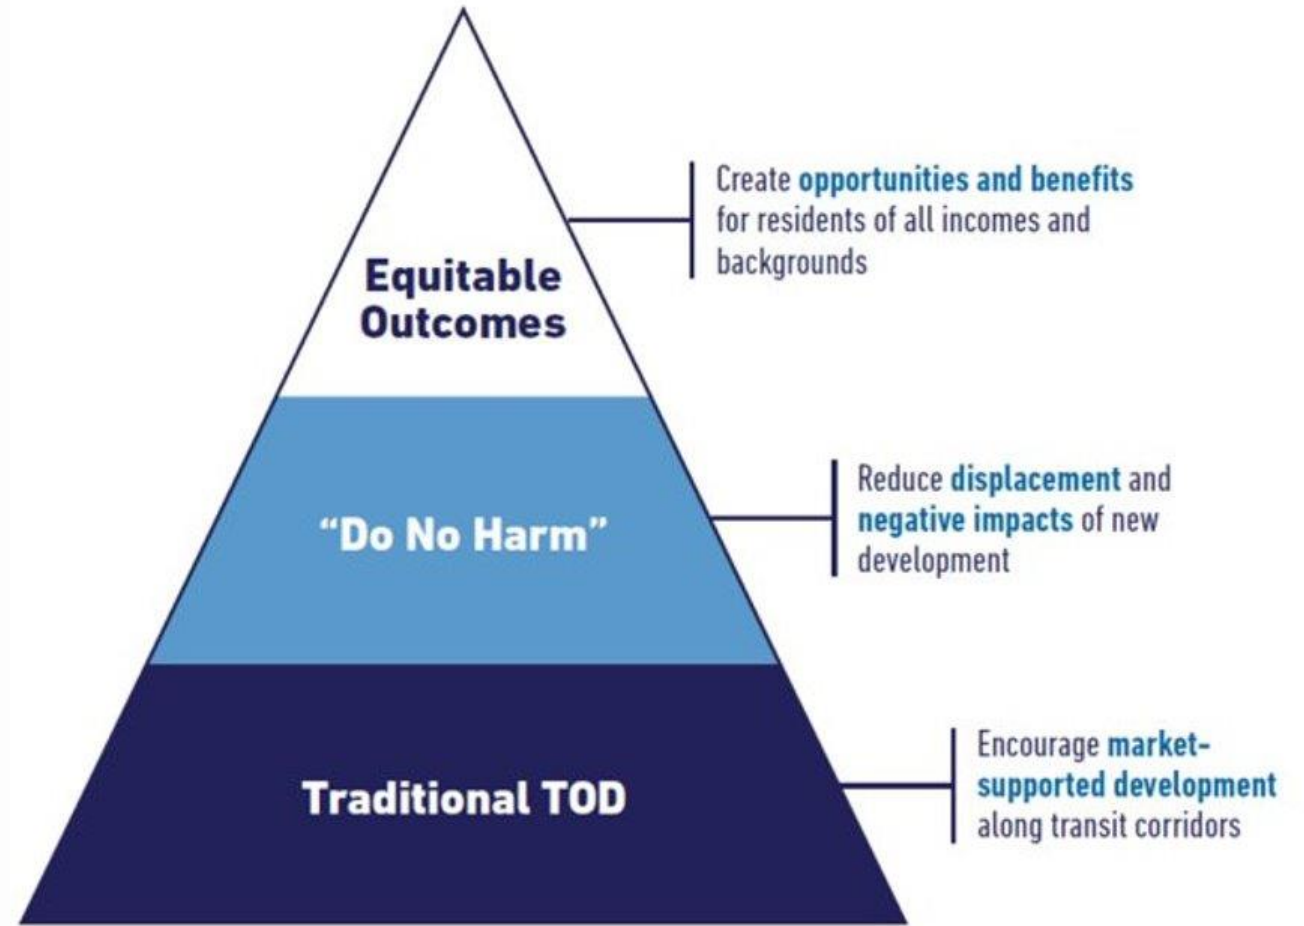 Equitable
Outcomes
Create opportunities and benefits
for residents of all incomes and
backgrounds
“Do No Harm”
Reduce displacement and
negative impacts of new
development
Traditional TOD
Encourage market-
supported development
along transit corridors